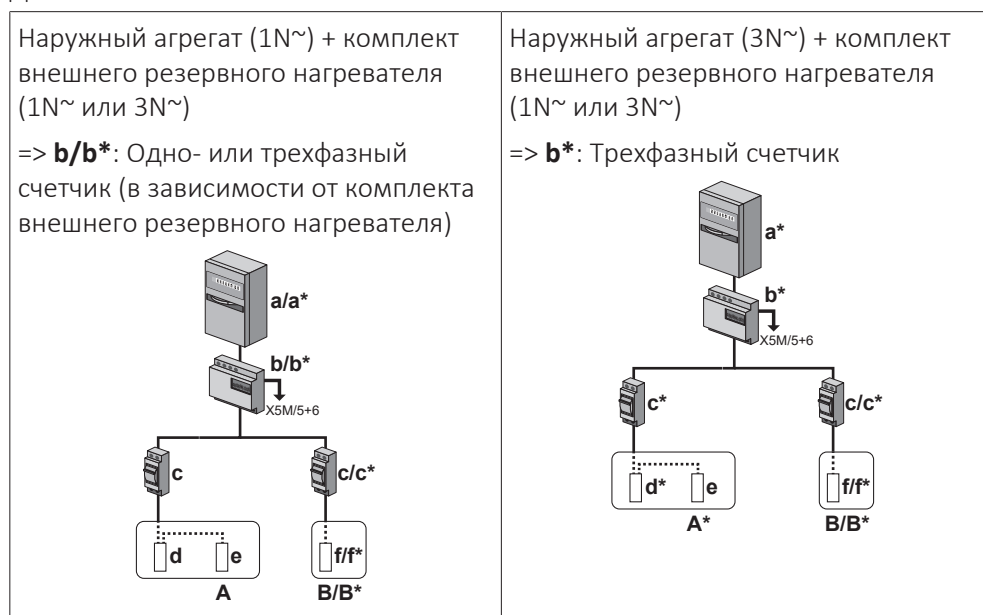 Наружный агрегат (1N~) + комплект
внешнего резервного нагревателя
(1N~ или 3N~)
=> b/b*: Одно- или трехфазный
счетчик (в зависимости от комплекта
внешнего резервного нагревателя)
a/a*
b/b*
X5M/5+6
c
c/c*
d
e
f/f*
A
B/B*
Наружный агрегат (3N~) + комплект
внешнего резервного нагревателя
(1N~ или 3N~)
=> b*: Трехфазный счетчик
a*
b*
X5M/5+6
c*
c/c*
d*
e
f/f*
A*
B/B*